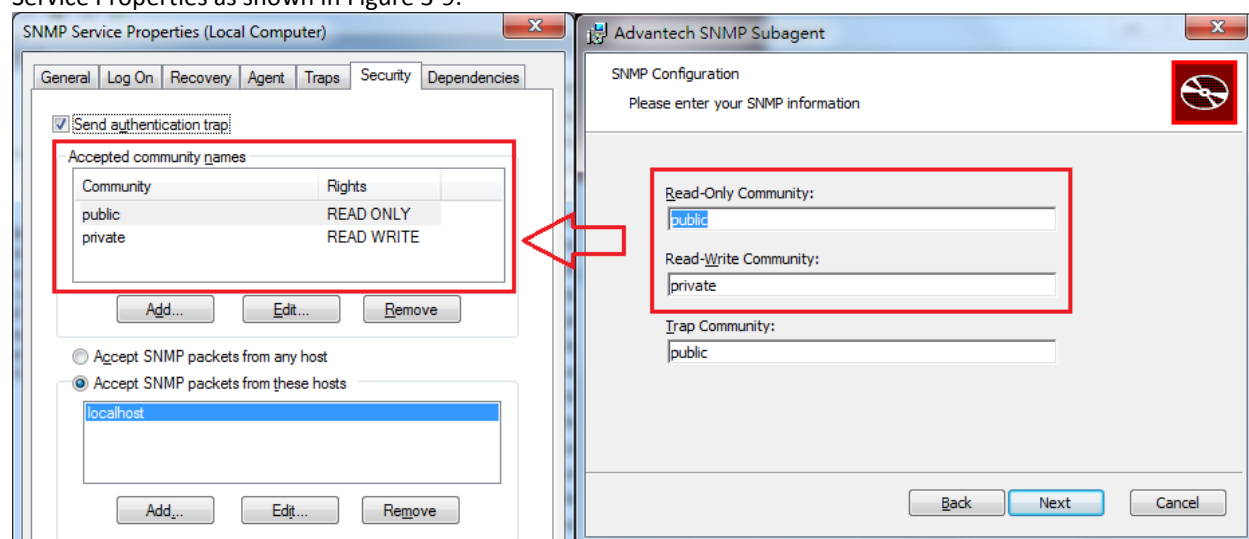 Service Properties as shown in Figure 3-9.
SNMP Service Properties (Local Computer)
General Log On Recovery Agent Traps Security Dependencies
Send authentication trap
Accepted community names
Community Rights
public READ ONLY
private READ WRITE
Add... Edit... Remove
Accept SNMP packets from any host
Accept SNMP packets from these hosts
localhost
Add... Edit... Remove
Advantech SNMP Subagent
SNMP Configuration
Please enter your SNMP information
Read-Only Community:
public
Read-Write Community:
private
Trap Community:
public
Back Next Cancel